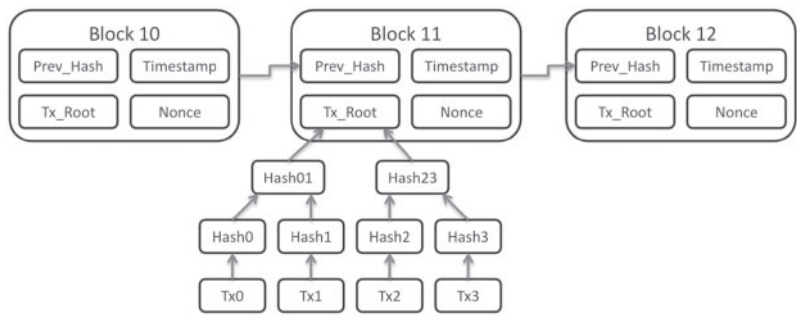 Block 10 Block 11 Block 12
Prev_Hash Timestamp Prev_Hash Timestamp Prev_Hash Timestamp
Tx_Root Nonce Tx_Root Nonce Tx_Root Nonce
Hash01 Hash23
Hash0 Hash1 Hash2 Hash3
Tx0 Tx1 Tx2 Tx3